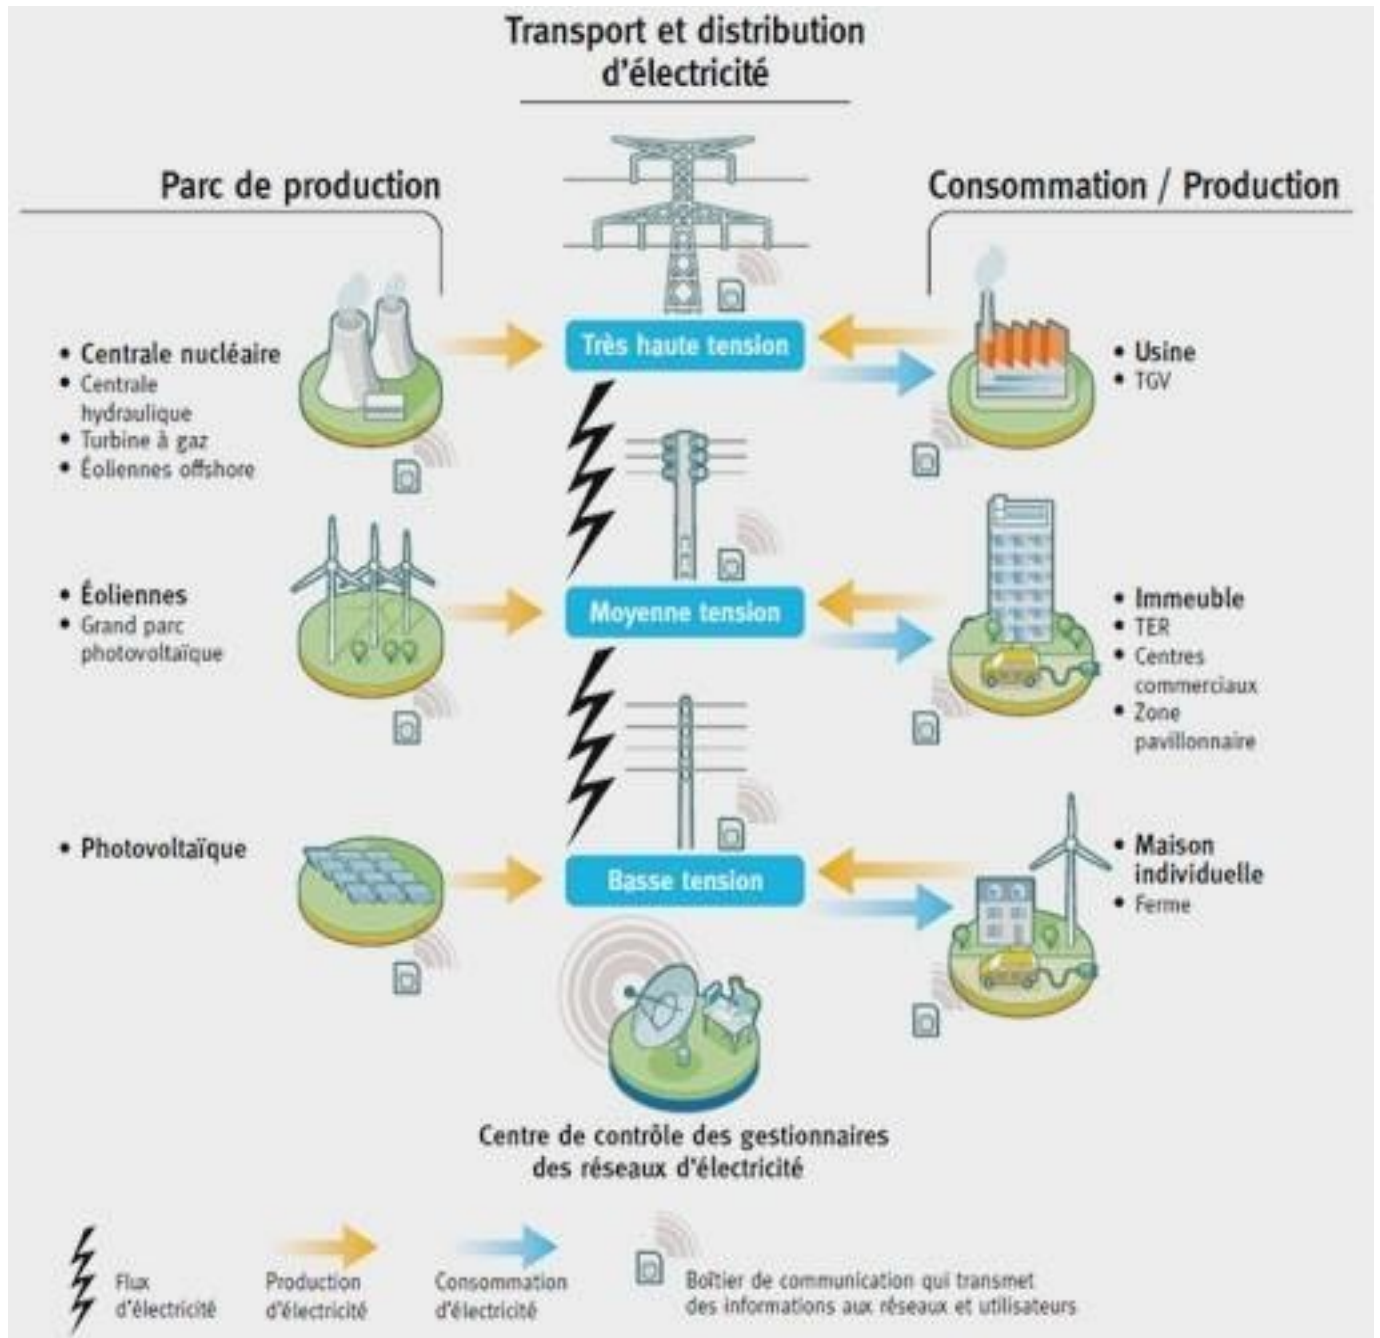 Transport et distribution
d'électricité
Parc de production
Consommation / Production
• Centrale nucléaire
• Centrale
hydraulique
• Turbine à gaz
• Éoliennes offshore
Très haute tension
• Usine
• TGV
• Éoliennes
• Grand parc
photovoltaïque
Moyenne tension
• Immeuble
• TER
• Centres
commerciaux
• Zone
pavillonnaire
• Photovoltaïque
Basse tension
• Maison
individuelle
• Ferme
Centre de contrôle des gestionnaires
des réseaux d'électricité
Flux
d'électricité
Production
d'électricité
Consommation
d'électricité
Boîtier de communication qui transmet
des informations aux réseaux et utilisateurs